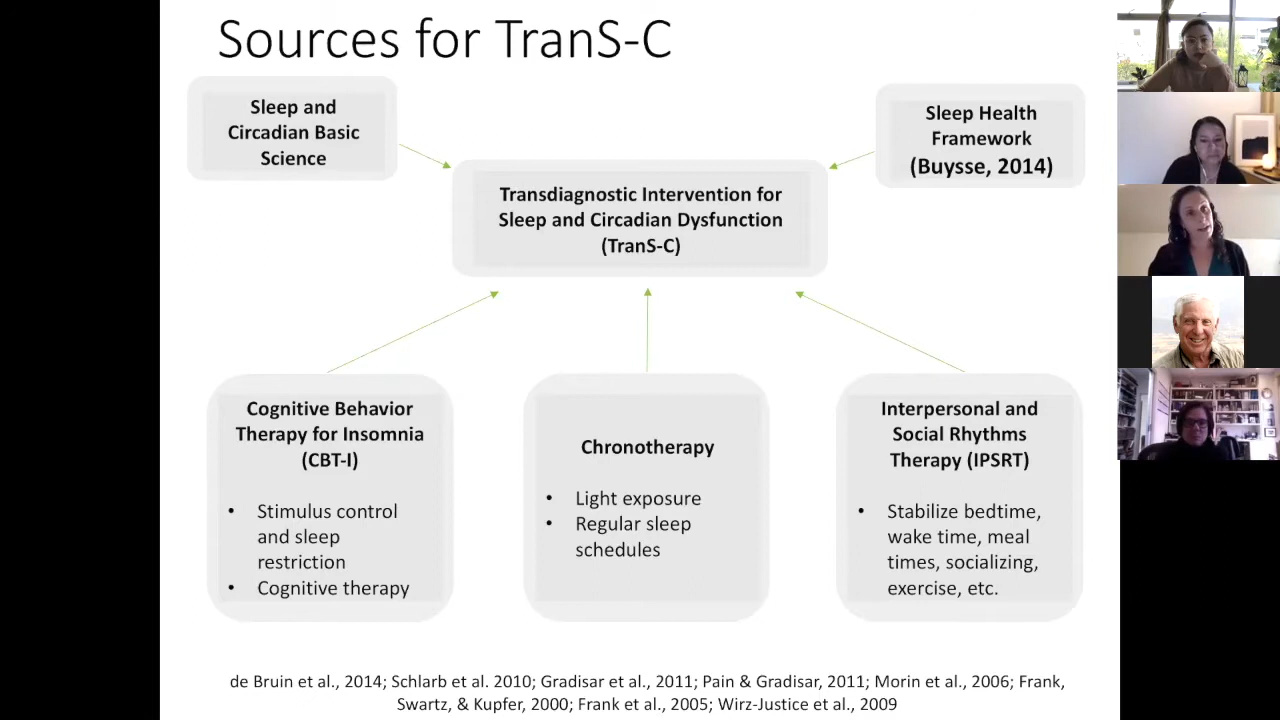 Sources for TranS-C
Sleep and
Circadian Basic
Science
Sleep Health
Framework
(Buysse, 2014)
Transdiagnostic Intervention for
Sleep and Circadian Dysfunction
(TranS-C)
Cognitive Behavior
Therapy for Insomnia
(CBT-I)
• Stimulus control
and sleep
restriction
• Cognitive therapy
Chronotherapy
• Light exposure
• Regular sleep
schedules
Interpersonal and
Social Rhythms
Therapy (IPSRT)
• Stabilize bedtime,
wake time, meal
times, socializing,
exercise, etc.
de Bruin et al., 2014; Schlarb et al. 2010; Gradisar et al., 2011; Pain & Gradisar, 2011; Morin et al., 2006; Frank,
Swartz, & Kupfer, 2000; Frank et al., 2005; Wirz-Justice et al., 2009